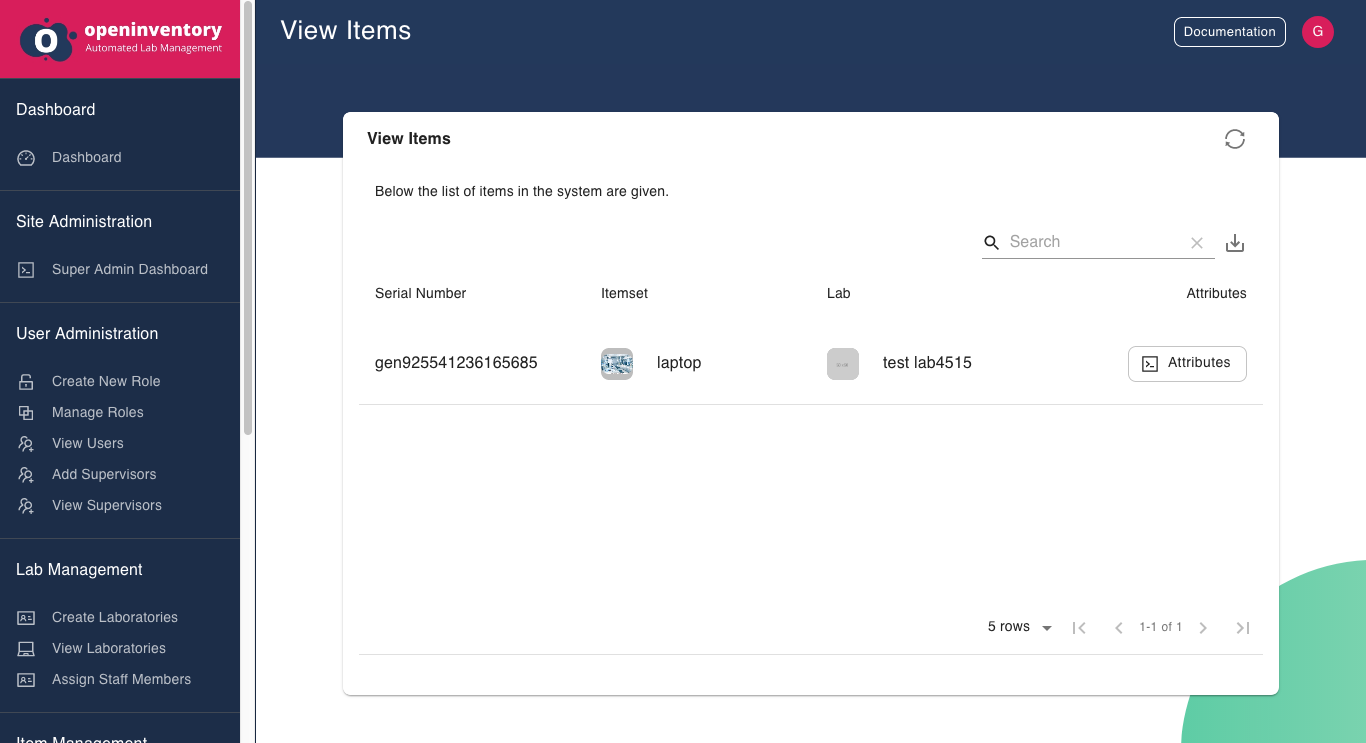 openinventory
Automated Lab Management
View Items
Documentation
G
Dashboard
Dashboard
Site Administration
Super Admin Dashboard
User Administration
Create New Role
Manage Roles
View Users
Add Supervisors
View Supervisors
Lab Management
Create Laboratories
View Laboratories
Assign Staff Members
Item Management
View Items
Below the list of items in the system are given.
Search
Serial Number Itemset Lab Attributes
gen925541236165685 laptop test lab4515 Attributes
5 rows 1-1 of 1